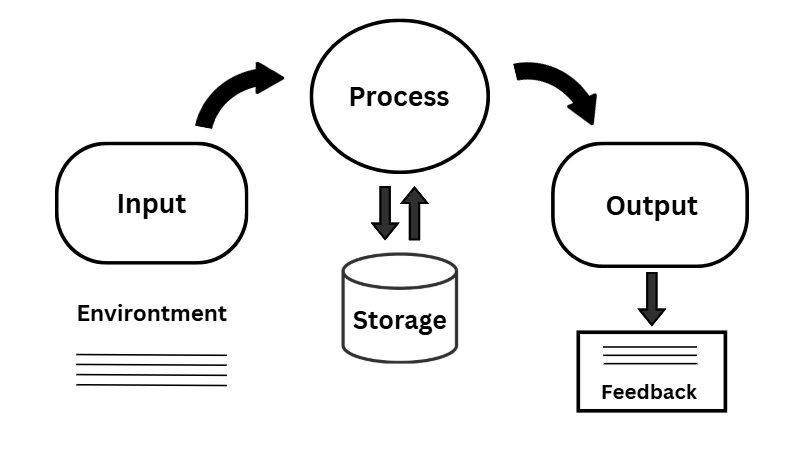 Process
Input
Output
Environtment
Storage
Feedback